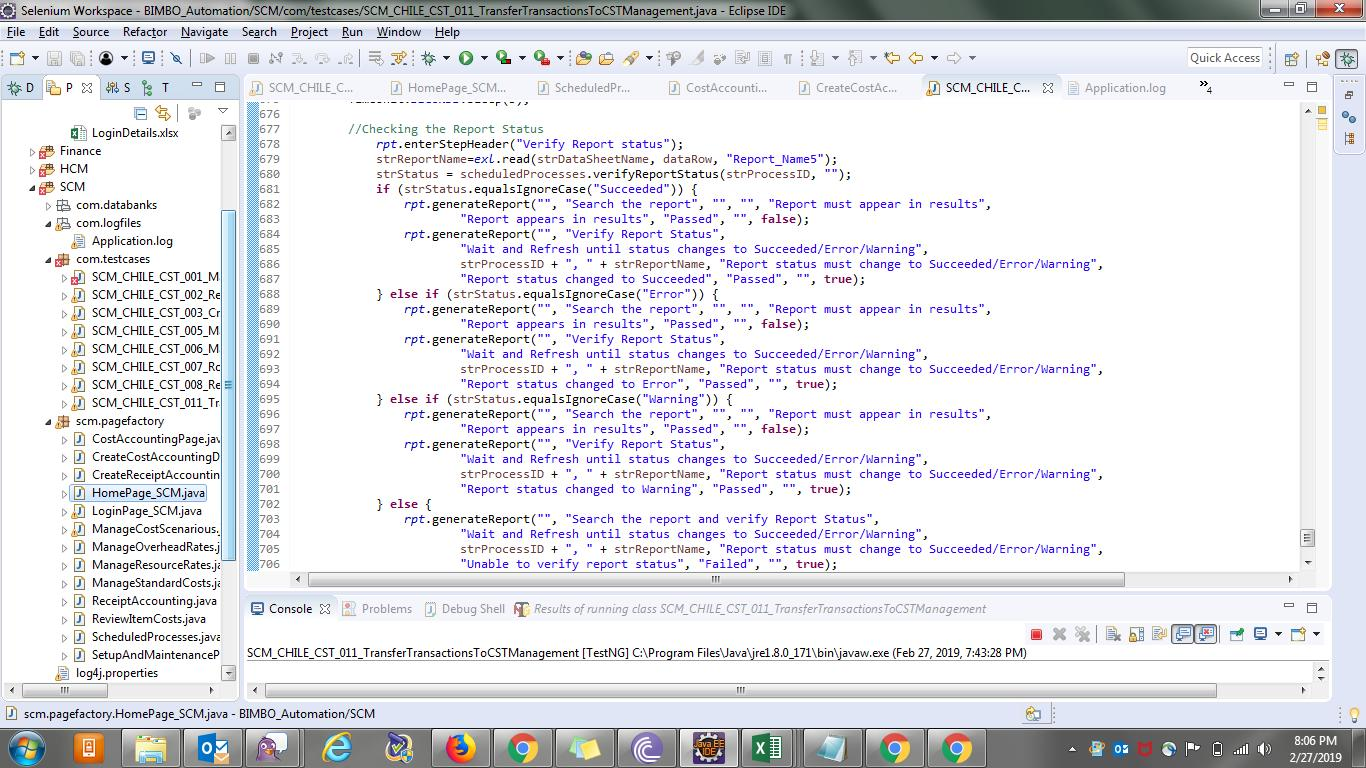 Selenium Workspace - BIMBO_Automation/SCM/com/testcases/SCM_CHILE_CST_011_TransferTransactionsToCSTManagement.java - Eclipse IDE
File Edit Source Refactor Navigate Search Project Run Window Help
Quick Access
D P S T
SCM_CHILE_C... HomePage_SCM... ScheduledPr... CostAccounti... CreateCostAc... SCM_CHILE_C... Application.log 4
LoginDetails.xlsx
Finance
HCM
SCM
com.databanks
com.logfiles
Application.log
com.testcases
SCM_CHILE_CST_001_M
SCM_CHILE_CST_002_Re
SCM_CHILE_CST_003_Cr
SCM_CHILE_CST_005_M
SCM_CHILE_CST_006_M
SCM_CHILE_CST_007_Ro
SCM_CHILE_CST_008_Re
SCM_CHILE_CST_011_Tr
scm.pagefactory
CostAccountingPage.jav
CreateCostAccountingD
CreateReceiptAccounting
HomePage_SCM.java
LoginPage_SCM.java
ManageCostScenarious.
ManageOverheadRates.j
ManageResourceRates.ja
ManageStandardCosts.ja
ReceiptAccounting.java
ReviewItemCosts.java
ScheduledProcesses.java
SetupAndMaintenanceP
log4j.properties
676
677 //Checking the Report Status
678 rpt.enterStepHeader("Verify Report status");
679 strReportName=exl.read(strDataSheetName, dataRow, "Report_Name5");
680 strStatus = scheduledProcesses.verifyReportStatus(strProcessID, "");
681 if (strStatus.equalsIgnoreCase("Succeeded")) {
682 rpt.generateReport("", "Search the report", "", "", "Report must appear in results",
683 "Report appears in results", "Passed", "", false);
684 rpt.generateReport("", "Verify Report Status",
685 "Wait and Refresh until status changes to Succeeded/Error/Warning",
686 strProcessID + ", " + strReportName, "Report status must change to Succeeded/Error/Warning",
687 "Report status changed to Succeeded", "Passed", "", true);
688 } else if (strStatus.equalsIgnoreCase("Error")) {
689 rpt.generateReport("", "Search the report", "", "", "Report must appear in results",
690 "Report appears in results", "Passed", "", false);
691 rpt.generateReport("", "Verify Report Status",
692 "Wait and Refresh until status changes to Succeeded/Error/Warning",
693 strProcessID + ", " + strReportName, "Report status must change to Succeeded/Error/Warning",
694 "Report status changed to Error", "Passed", "", true);
695 } else if (strStatus.equalsIgnoreCase("Warning")) {
696 rpt.generateReport("", "Search the report", "", "", "Report must appear in results",
697 "Report appears in results", "Passed", "", false);
698 rpt.generateReport("", "Verify Report Status",
699 "Wait and Refresh until status changes to Succeeded/Error/Warning",
700 strProcessID + ", " + strReportName, "Report status must change to Succeeded/Error/Warning",
701 "Report status changed to Warning", "Passed", "", true);
702 } else {
703 rpt.generateReport("", "Search the report and verify Report Status",
704 "Wait and Refresh until status changes to Succeeded/Error/Warning",
705 strProcessID + ", " + strReportName, "Report status must change to Succeeded/Error/Warning",
706 "Unable to verify report status", "Failed", "", true);
Console Problems Debug Shell Results of running class SCM_CHILE_CST_011_TransferTransactionsToCSTManagement
SCM_CHILE_CST_011_TransferTransactionsToCSTManagement [TestNG] C:\Program Files\Java\jre1.8.0_171\bin\javaw.exe (Feb 27, 2019, 7:43:28 PM)
scm.pagefactory.HomePage_SCM.java - BIMBO_Automation/SCM
Java EE IDE
8:06 PM
2/27/2019